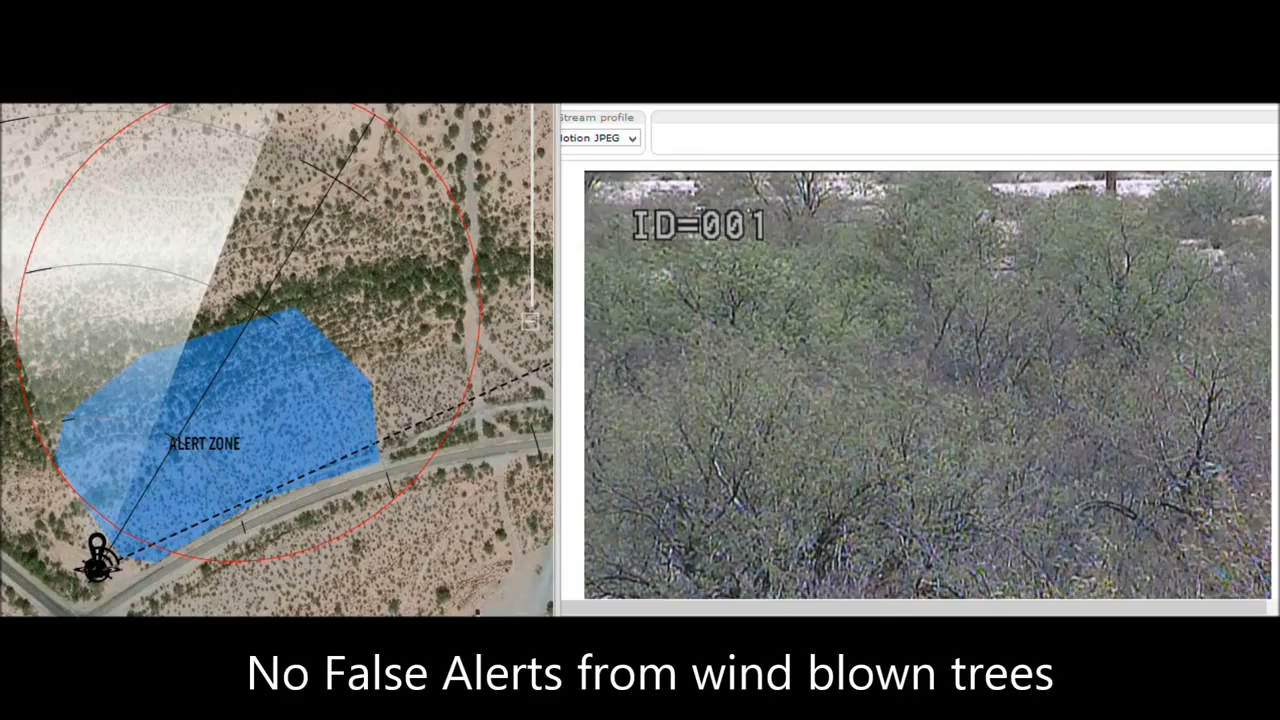 Stream profile
Motion JPEG
ID=001
ALERT ZONE
No False Alerts from wind blown trees